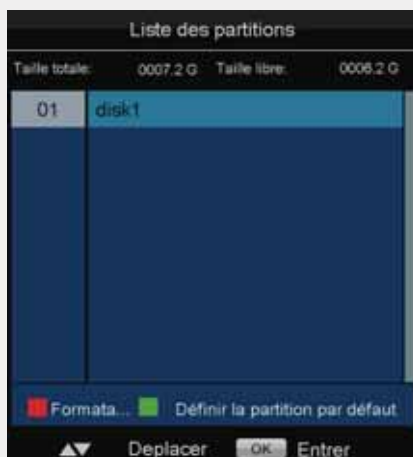 Liste des partitions
Taille totale: 0007.2 G Taille libre: 0006.2 G
01 disk1
Formata... Définir la partition par défaut
Deplacer OK Entrer